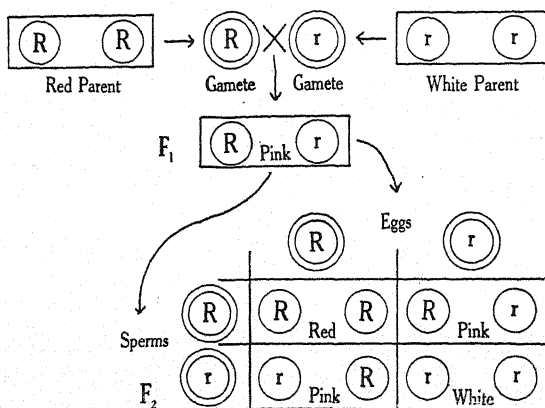 R R R r r r
Red Parent Gamete Gamete White Parent
F1 R Pink r
Eggs
R r
Sperms R R Red R R Pink r
F2 r r Pink R r White r